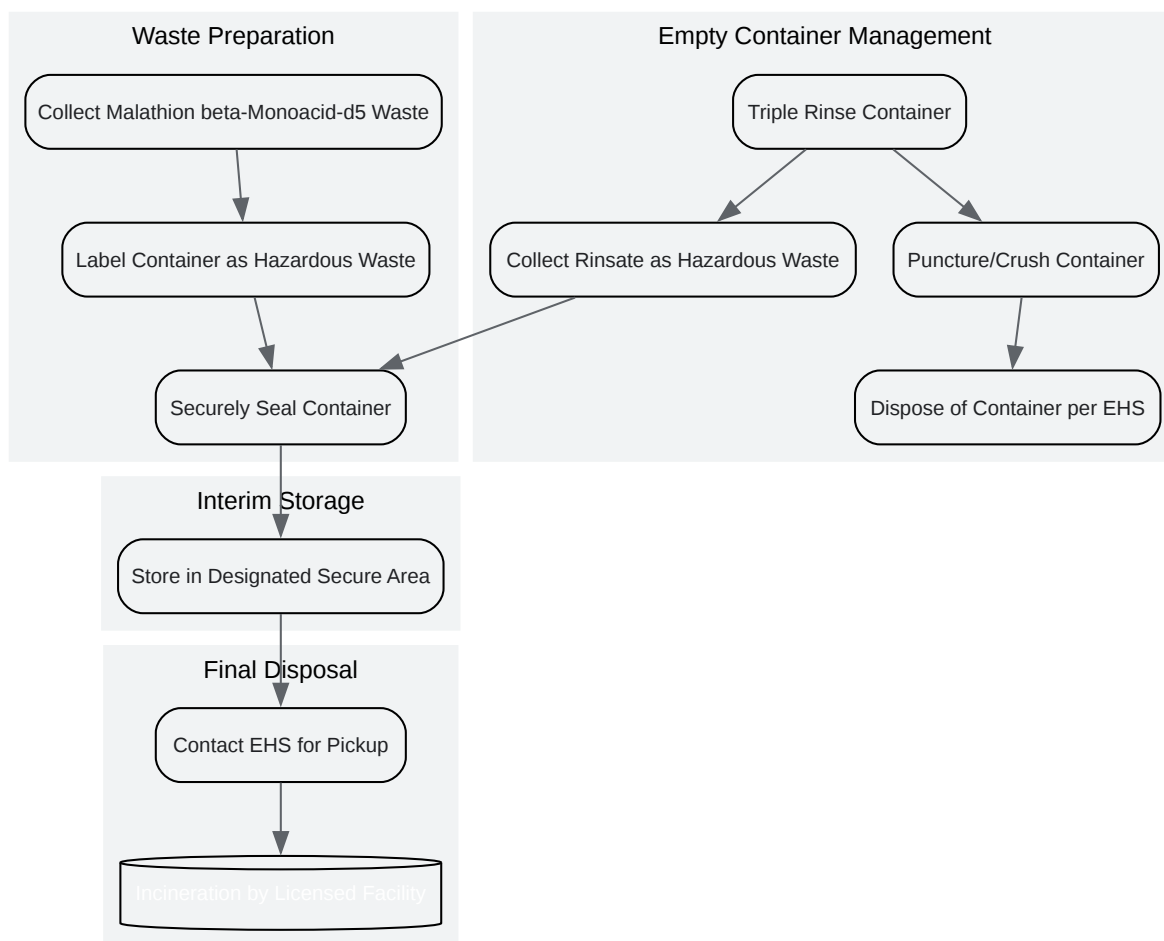 Waste Preparation
Collect Malathion beta-Monoacid-d5 Waste
Label Container as Hazardous Waste
Securely Seal Container
Empty Container Management
Triple Rinse Container
Collect Rinsate as Hazardous Waste
Puncture/Crush Container
Dispose of Container per EHS
Interim Storage
Store in Designated Secure Area
Final Disposal
Contact EHS for Pickup
Incineration by Licensed Facility